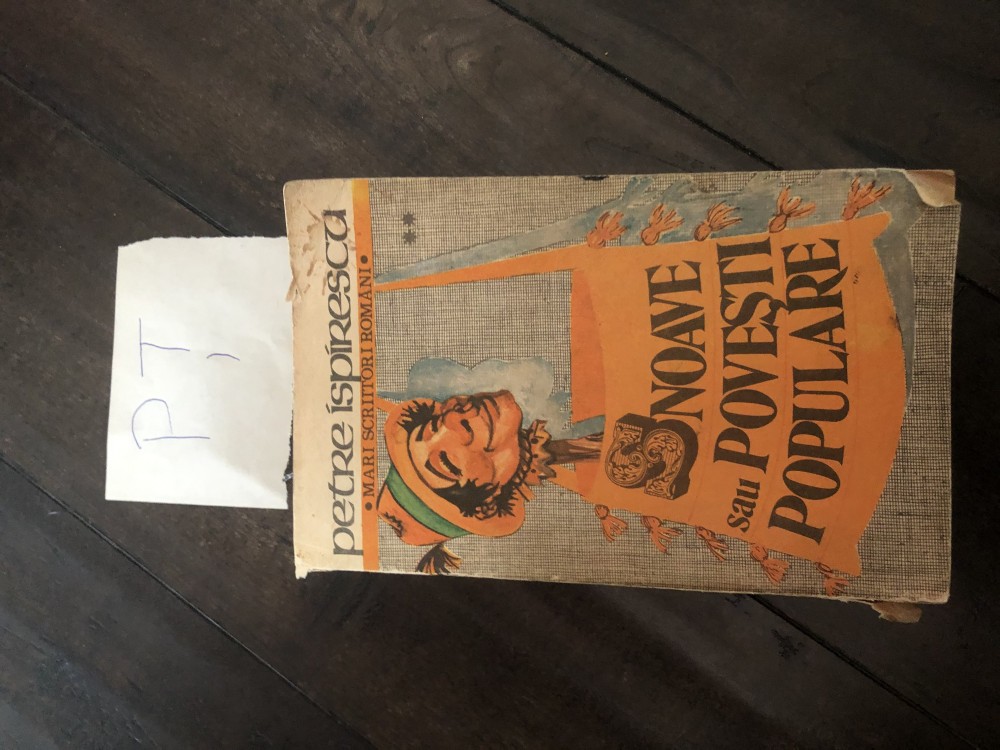 PT,
petre ispirescu
• MARI SCRIITORI ROMÂNI •
**
SNOAVE
sau POVEȘTI
POPULARE